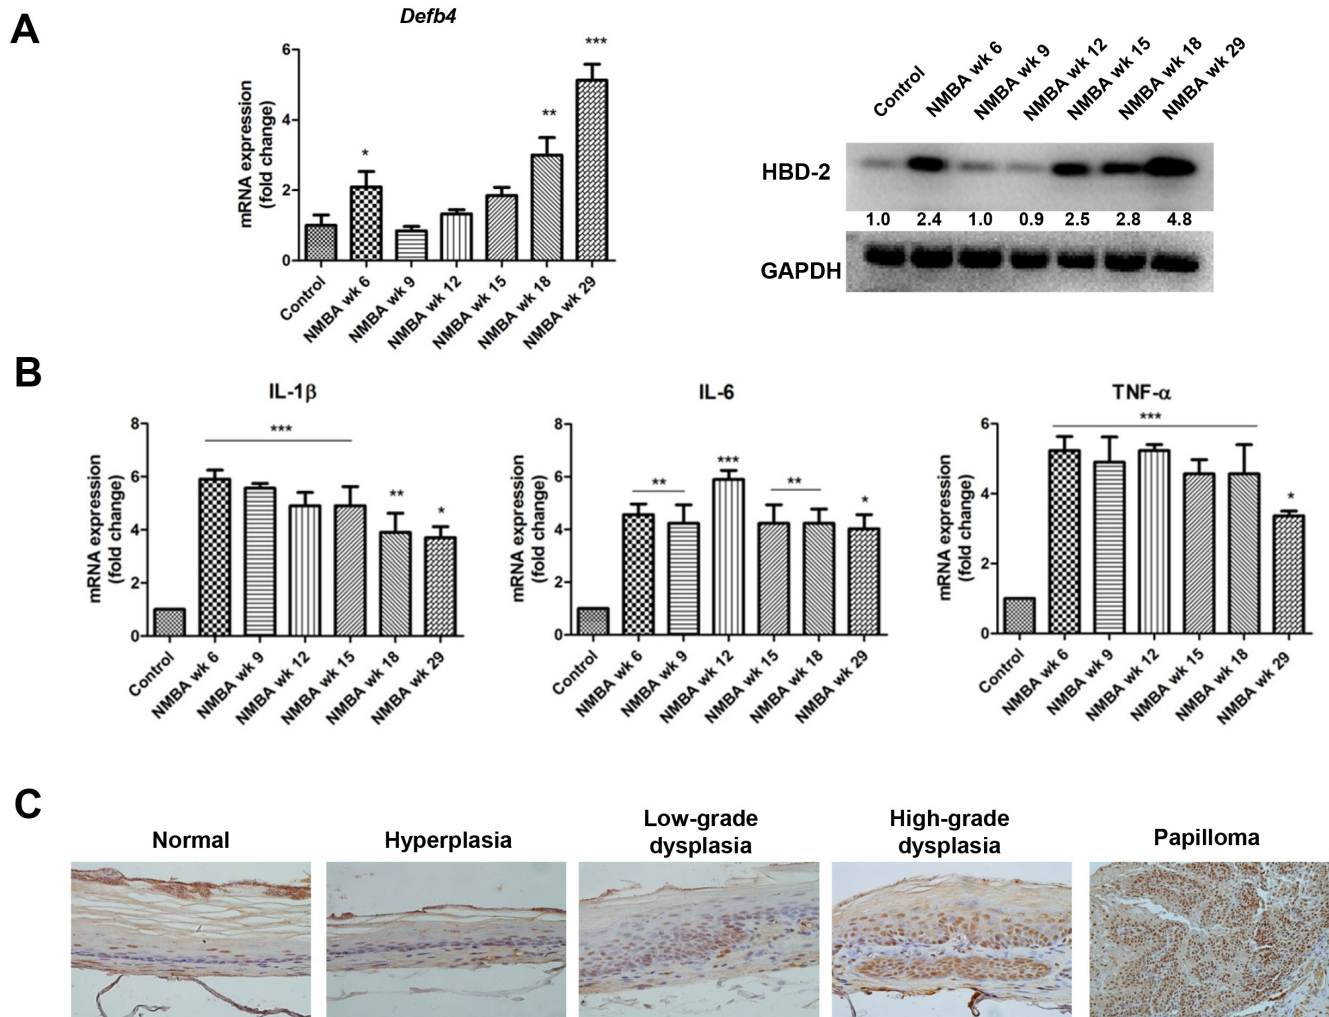 A
Defb4
mRNA expression
(fold change)
6
4
2
0
*
**
***
Control
NMBA wk 6
NMBA wk 9
NMBA wk 12
NMBA wk 15
NMBA wk 18
NMBA wk 29
Control
NMBA wk 6
NMBA wk 9
NMBA wk 12
NMBA wk 15
NMBA wk 18
NMBA wk 29
HBD-2
1.0 2.4 1.0 0.9 2.5 2.8 4.8
GAPDH
B
IL-1β
mRNA expression
(fold change)
8
6
4
2
0
***
**
*
Control
NMBA wk 6
NMBA wk 9
NMBA wk 12
NMBA wk 15
NMBA wk 18
NMBA wk 29
IL-6
mRNA expression
(fold change)
8
6
4
2
0
**
***
**
*
Control
NMBA wk 6
NMBA wk 9
NMBA wk 12
NMBA wk 15
NMBA wk 18
NMBA wk 29
TNF-α
mRNA expression
(fold change)
6
4
2
0
***
*
Control
NMBA wk 6
NMBA wk 9
NMBA wk 12
NMBA wk 15
NMBA wk 18
NMBA wk 29
C
Normal
Hyperplasia
Low-grade
dysplasia
High-grade
dysplasia
Papilloma